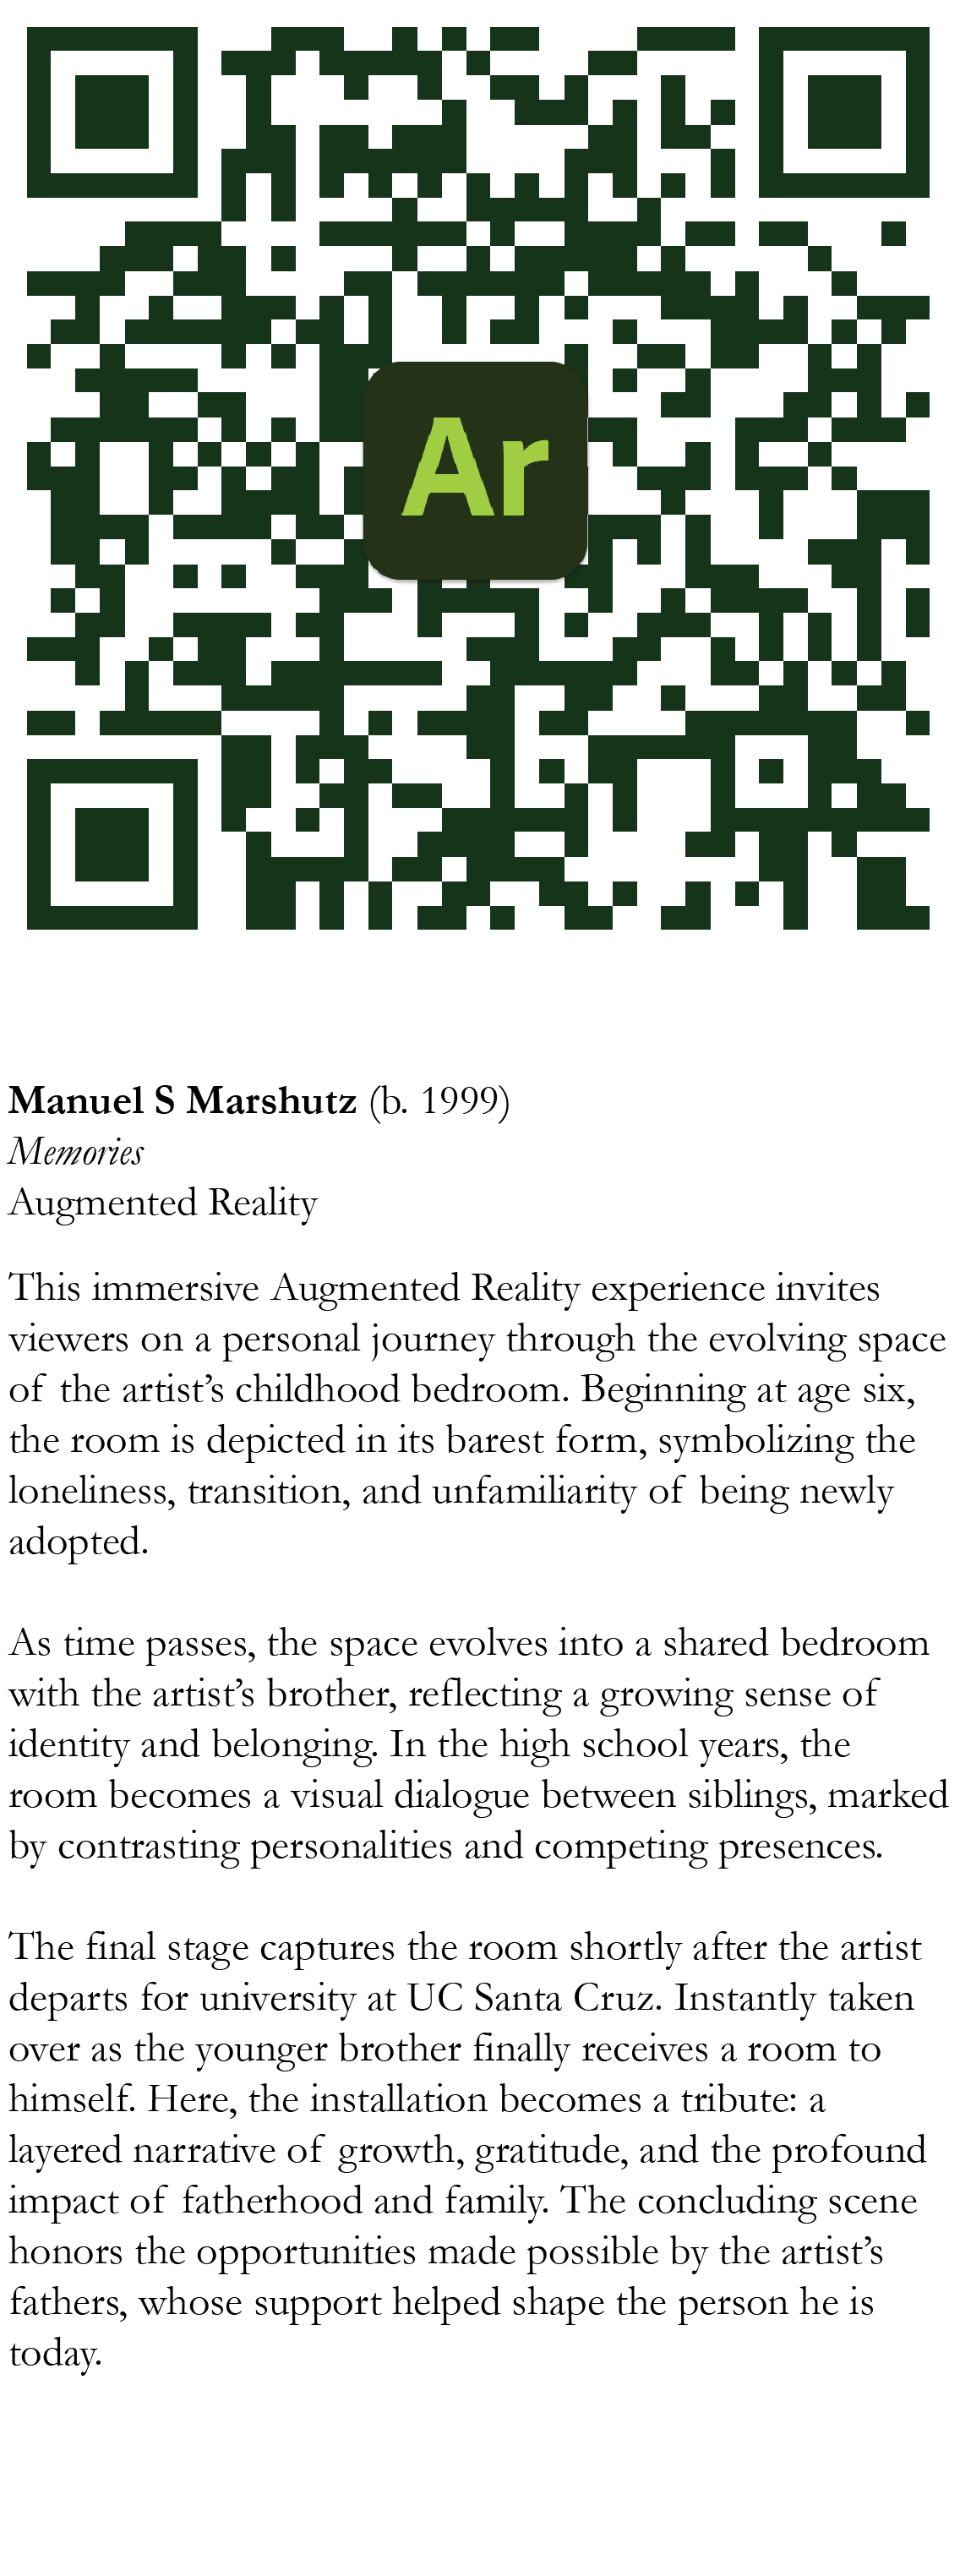 Ar
Manuel S Marshutz (b. 1999)
Memories
Augmented Reality
This immersive Augmented Reality experience invites
viewers on a personal journey through the evolving space
of the artist’s childhood bedroom. Beginning at age six,
the room is depicted in its barest form, symbolizing the
loneliness, transition, and unfamiliarity of being newly
adopted.
As time passes, the space evolves into a shared bedroom
with the artist’s brother, reflecting a growing sense of
identity and belonging. In the high school years, the
room becomes a visual dialogue between siblings, marked
by contrasting personalities and competing presences.
The final stage captures the room shortly after the artist
departs for university at UC Santa Cruz. Instantly taken
over as the younger brother finally receives a room to
himself. Here, the installation becomes a tribute: a
layered narrative of growth, gratitude, and the profound
impact of fatherhood and family. The concluding scene
honors the opportunities made possible by the artist’s
fathers, whose support helped shape the person he is
today.